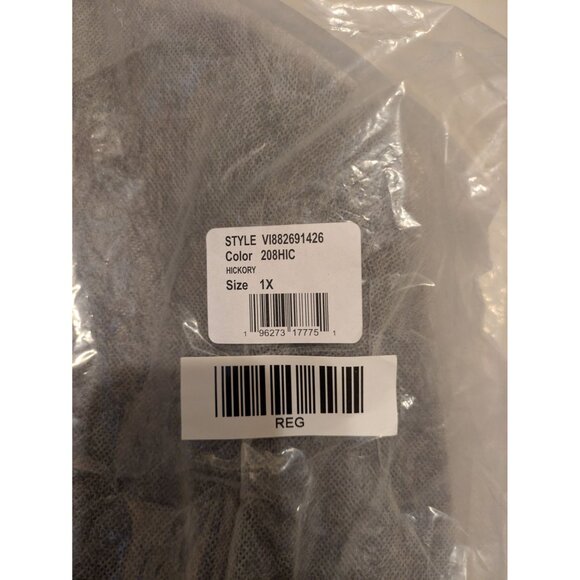 STYLE VI882691426
Color 208HIC
HICKORY
Size 1X
1 96273 17775 1
REG